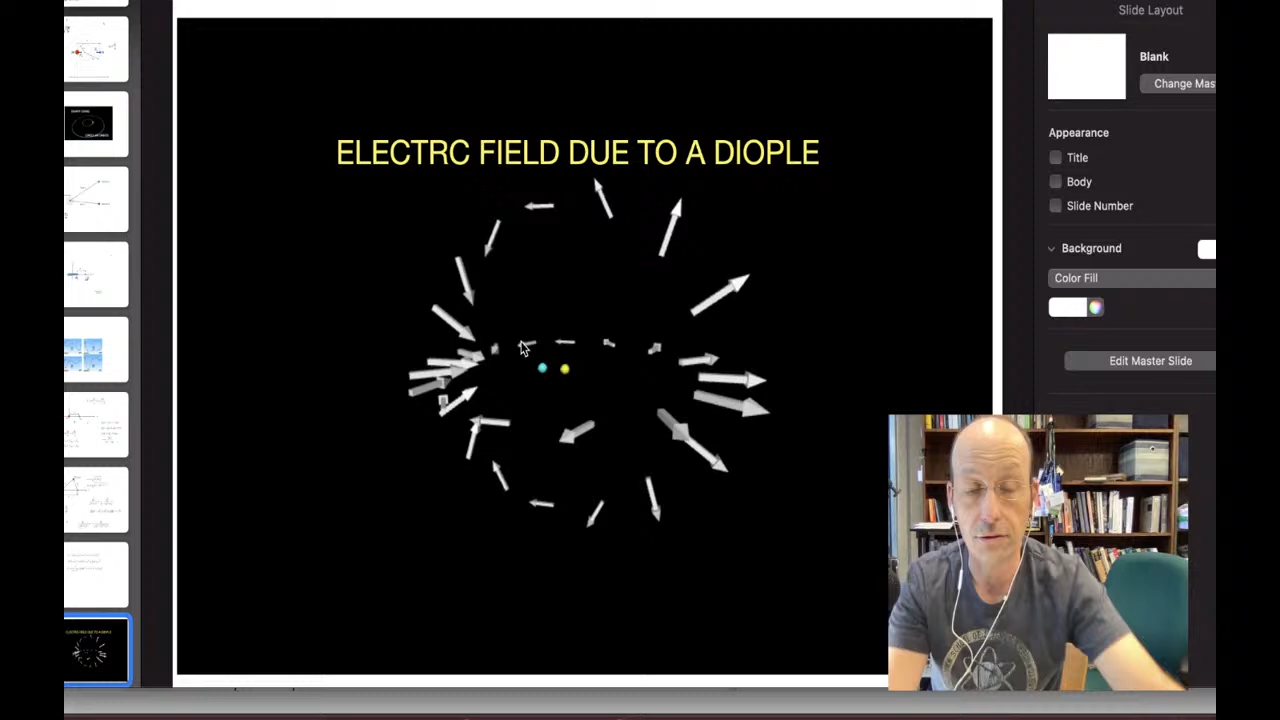 Slide Layout
Blank
Change Mas
Appearance
Title
Body
Slide Number
Background
Color Fill
Edit Master Slide
ELECTRC FIELD DUE TO A DIOPLE